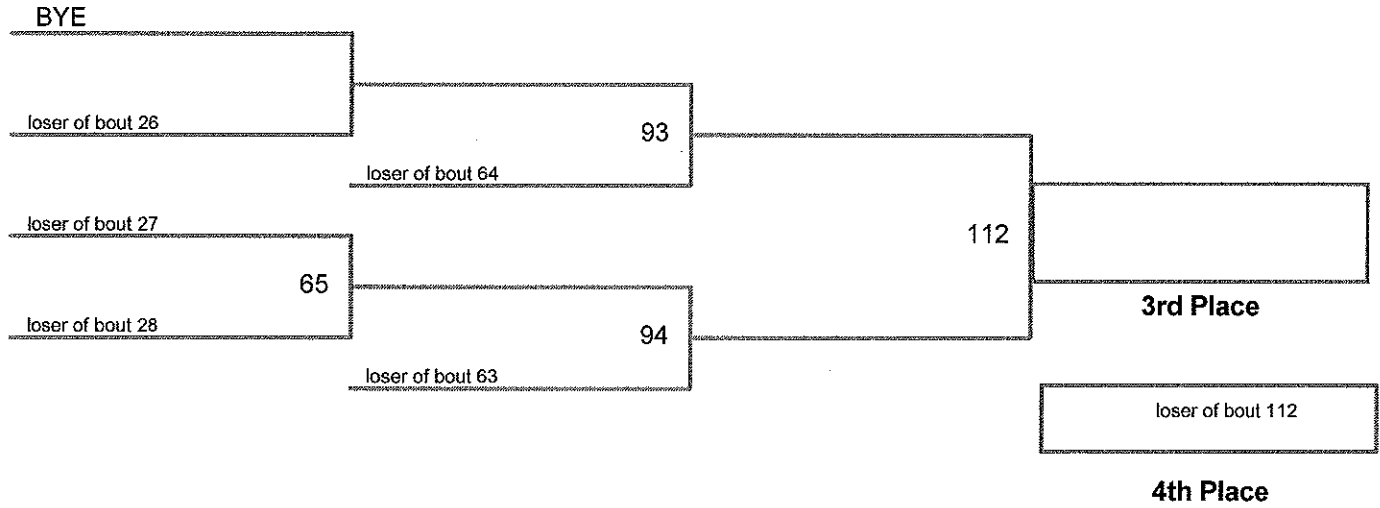 BYE
loser of bout 26
93
loser of bout 64
loser of bout 27
112
65
3rd Place
loser of bout 28
94
loser of bout 63
loser of bout 112
4th Place